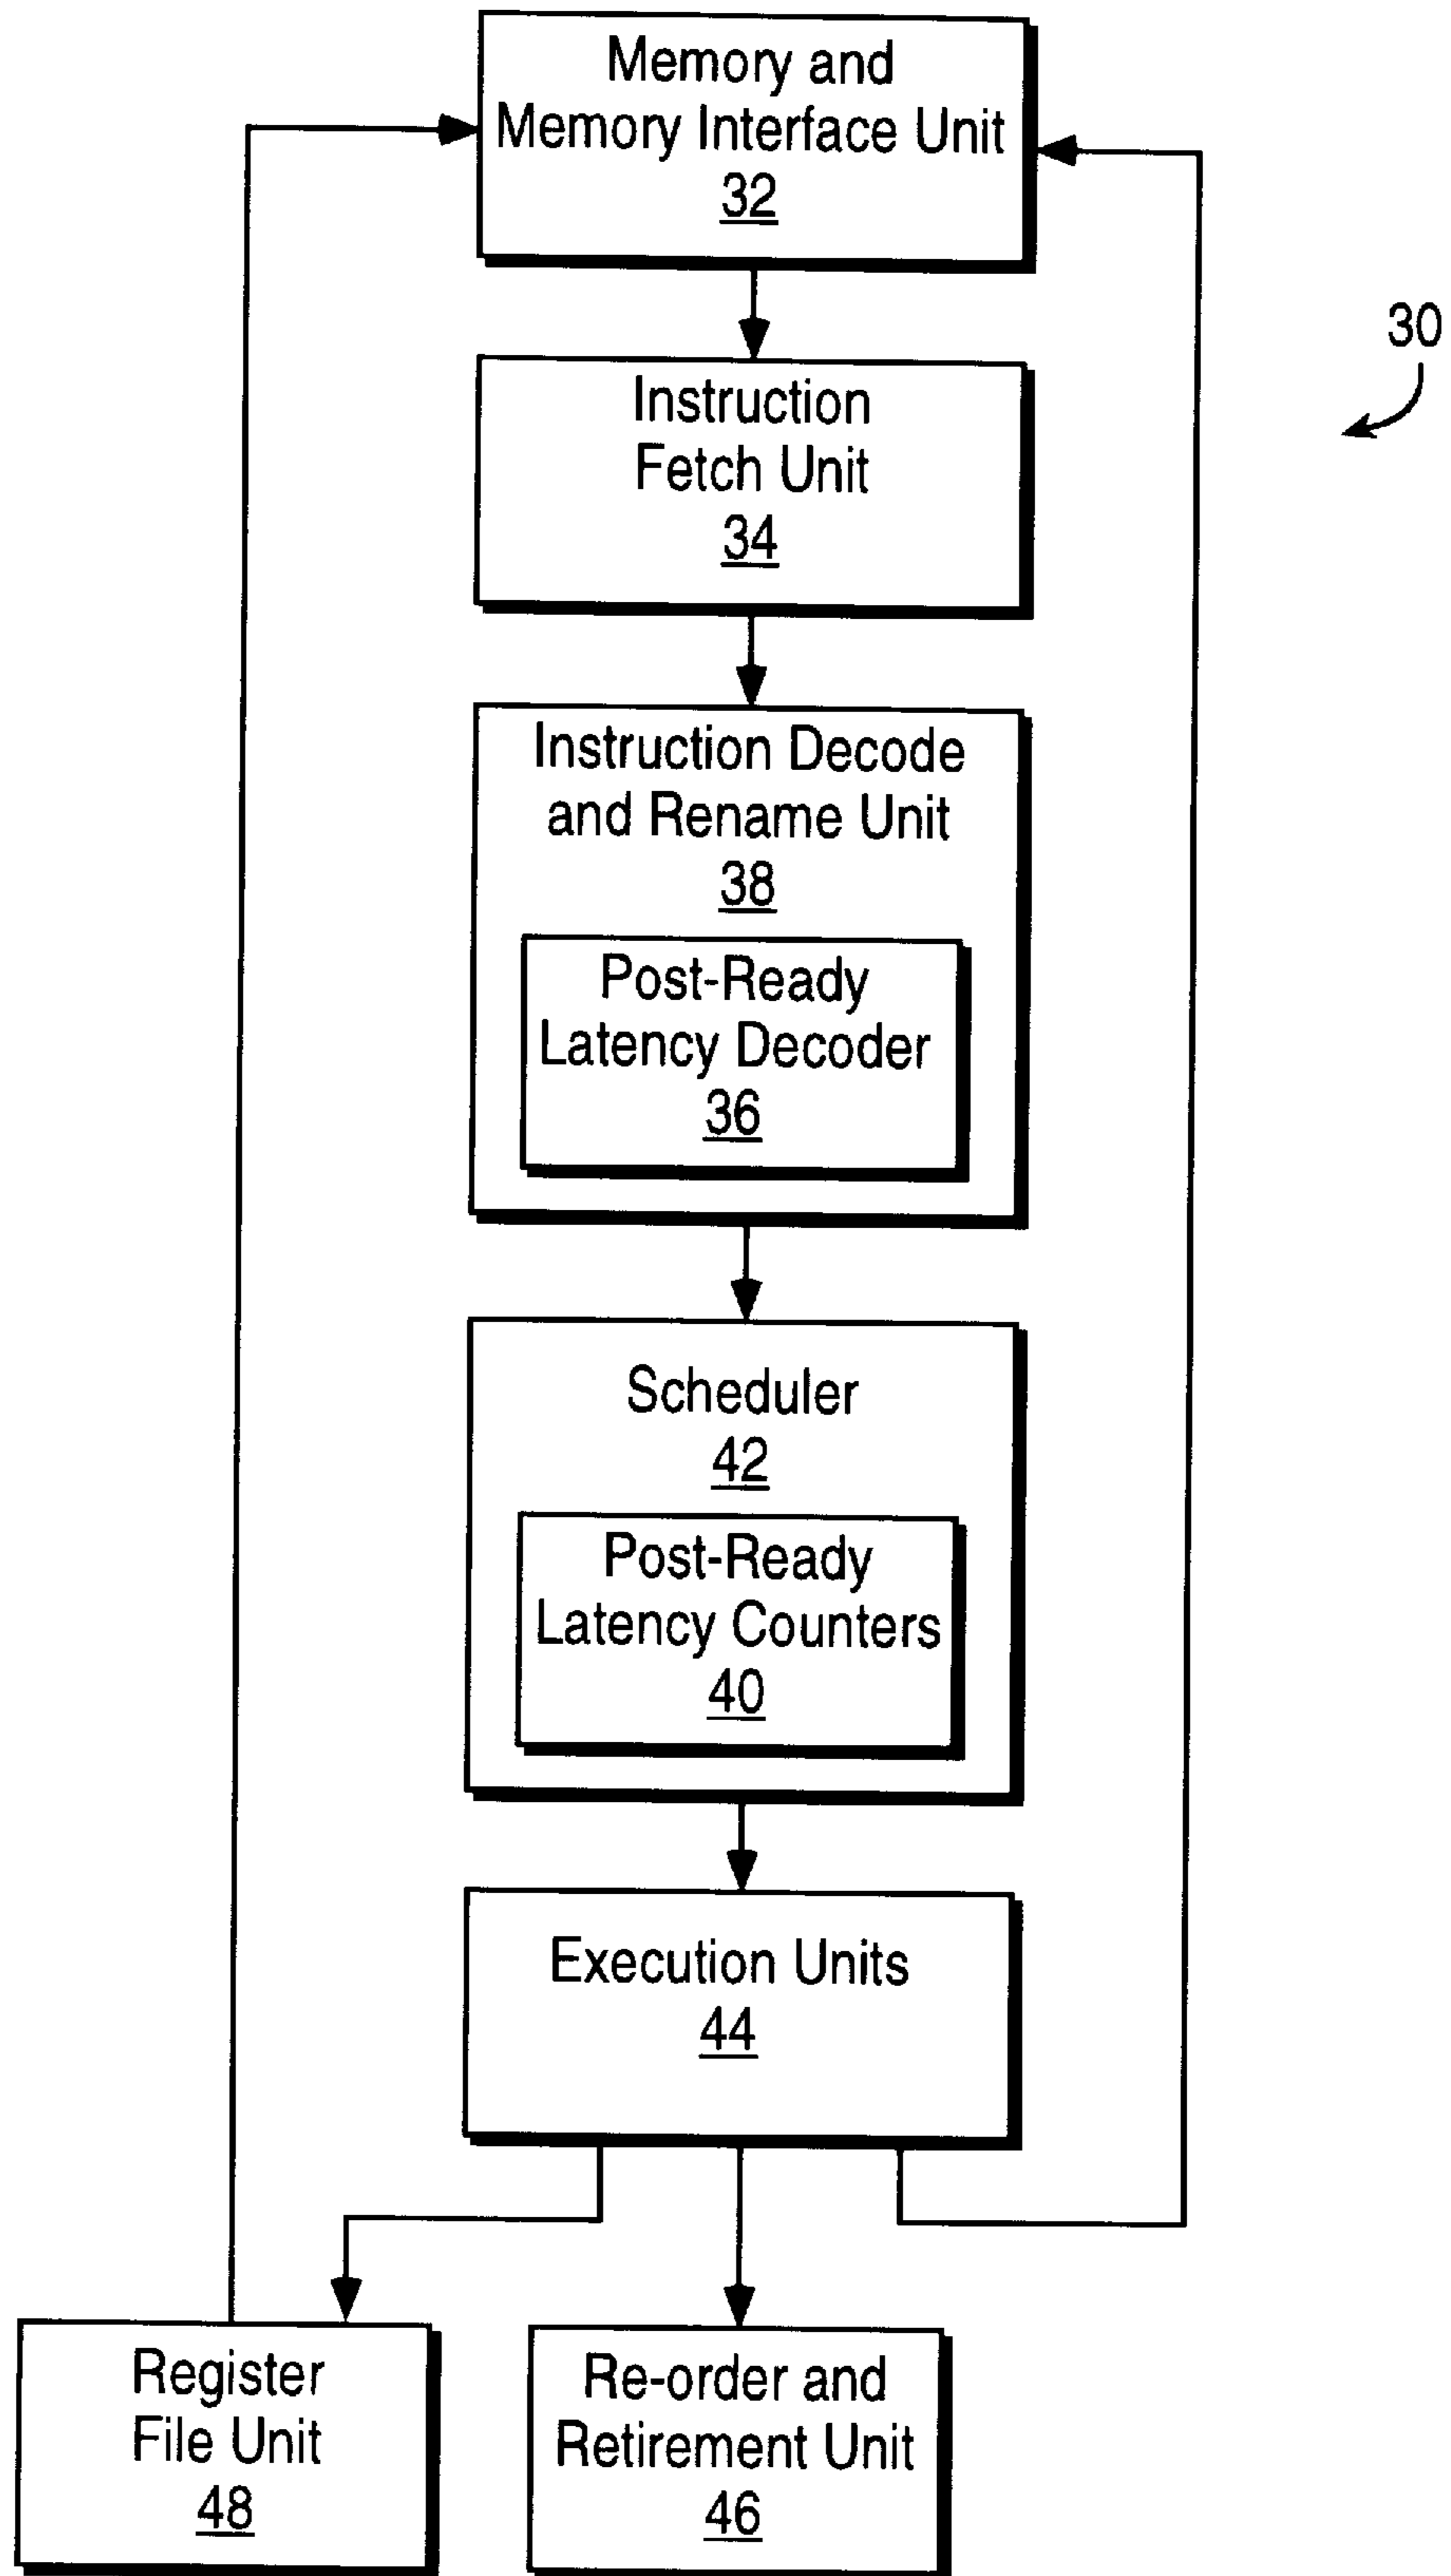 Memory and
Memory Interface Unit
32
30
Instruction
Fetch Unit
34
Instruction Decode
and Rename Unit
38
Post-Ready
Latency Decoder
36
Scheduler
42
Post-Ready
Latency Counters
40
Execution Units
44
Register
File Unit
48
Re-order and
Retirement Unit
46